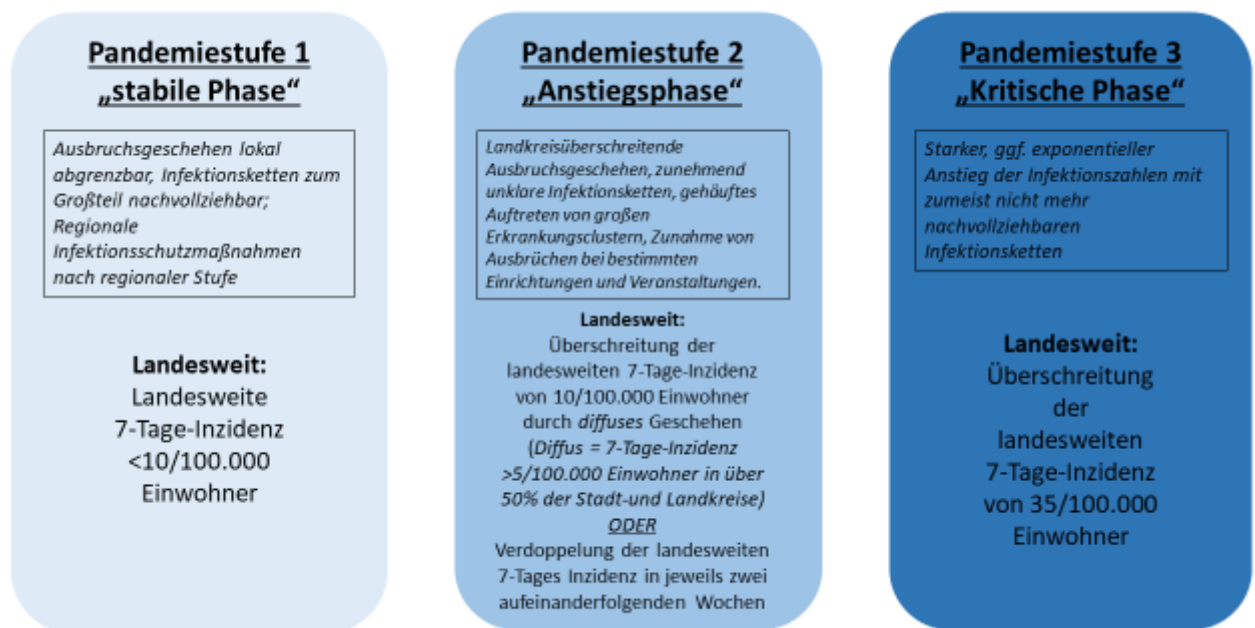 Pandemiestufe 1
„stabile Phase“
Ausbruchsgeschehen lokal
abgrenzbar, Infektionsketten zum
Großteil nachvollziehbar;
Regionale
Infektionsschutzmaßnahmen
nach regionaler Stufe
Landesweit:
Landesweite
7-Tage-Inzidenz
<10/100.000
Einwohner
Pandemiestufe 2
„Anstiegsphase“
Landkreisüberschreitende
Ausbruchsgeschehen, zunehmend
unklare Infektionsketten, gehäuftes
Auftreten von großen
Erkrankungsclustern, Zunahme von
Ausbrüchen bei bestimmten
Einrichtungen und Veranstaltungen.
Landesweit:
Überschreitung der
landesweiten 7-Tage-Inzidenz
von 10/100.000 Einwohner
durch diffuses Geschehen
(Diffus = 7-Tage-Inzidenz
>5/100.000 Einwohner in über
50% der Stadt-und Landkreise)
ODER
Verdoppelung der landesweiten
7-Tages Inzidenz in jeweils zwei
aufeinanderfolgenden Wochen
Pandemiestufe 3
„Kritische Phase“
Starker, ggf. exponentieller
Anstieg der Infektionszahlen mit
zumeist nicht mehr
nachvollziehbaren
Infektionsketten
Landesweit:
Überschreitung
der
landesweiten
7-Tage-Inzidenz
von 35/100.000
Einwohner